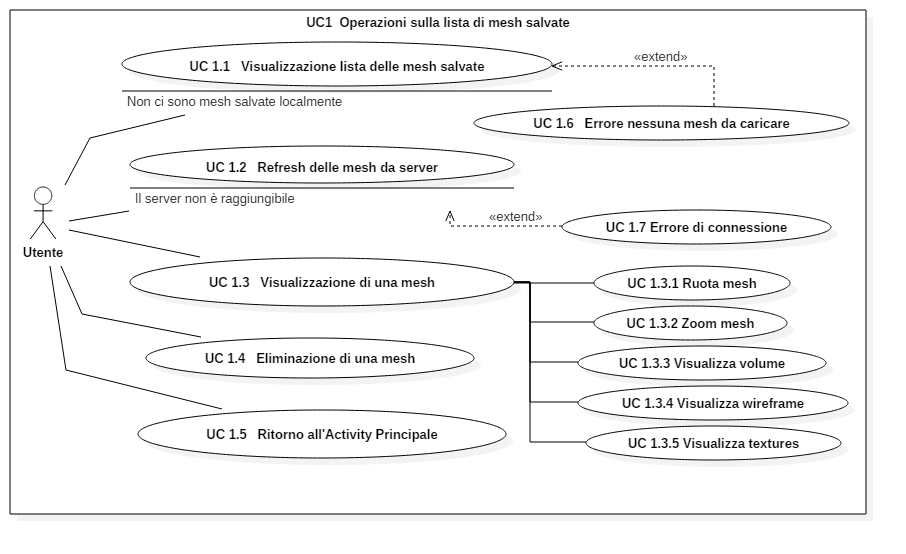 UC1 Operazioni sulla lista di mesh salvate
UC 1.1 Visualizzazione lista delle mesh salvate
«extend»
Non ci sono mesh salvate localmente
UC 1.6 Errore nessuna mesh da caricare
UC 1.2 Refresh delle mesh da server
Il server non è raggiungibile
«extend»
UC 1.7 Errore di connessione
Utente
UC 1.3 Visualizzazione di una mesh
UC 1.3.1 Ruota mesh
UC 1.3.2 Zoom mesh
UC 1.4 Eliminazione di una mesh
UC 1.3.3 Visualizza volume
UC 1.3.4 Visualizza wireframe
UC 1.5 Ritorno all'Activity Principale
UC 1.3.5 Visualizza textures